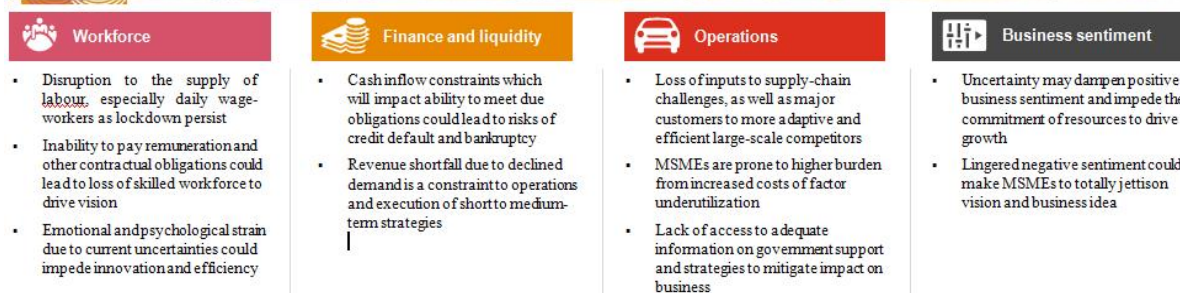 Workforce
▪ Disruption to the supply of
labour, especially daily wage-
workers as lockdown persist
▪ Inability to pay remuneration and
other contractual obligations could
lead to loss of skilled workforce to
drive vision
▪ Emotional and psychological strain
due to current uncertainties could
impede innovation and efficiency
Finance and liquidity
▪ Cash inflow constraints which
will impact ability to meet due
obligations could lead to risks of
credit default and bankruptcy
▪ Revenue shortfall due to declined
demand is a constraint to operations
and execution of short to medium-
term strategies
Operations
▪ Loss of inputs to supply-chain
challenges, as well as major
customers to more adaptive and
efficient large-scale competitors
▪ MSMEs are prone to higher burden
from increased costs of factor
underutilization
▪ Lack of access to adequate
information on government support
and strategies to mitigate impact on
business
Business sentiment
▪ Uncertainty may dampen positive
business sentiment and impede the
commitment of resources to drive
growth
▪ Lingered negative sentiment could
make MSMEs to totally jettison
vision and business idea